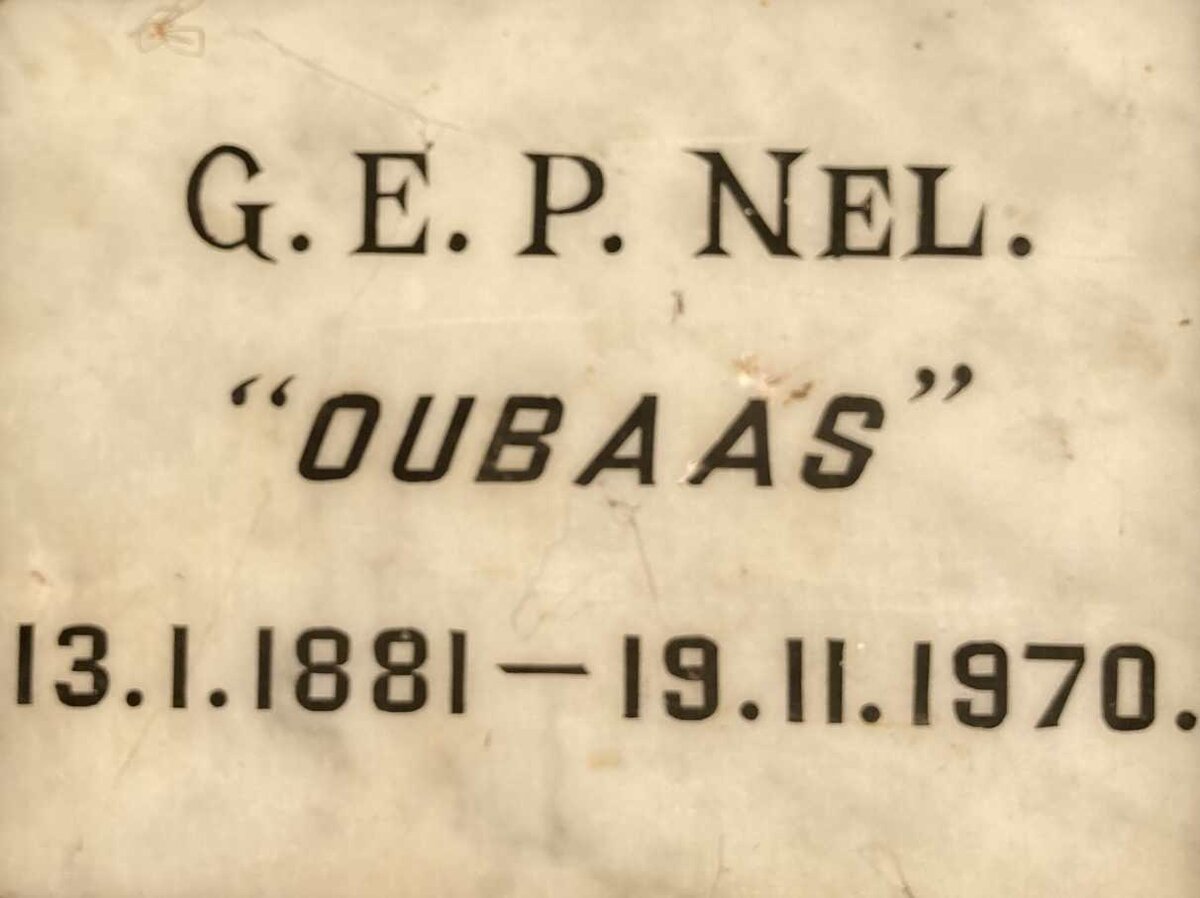 G. E. P. NEL.
“OUBAAS”
13.1.1881 — 19.11.1970.